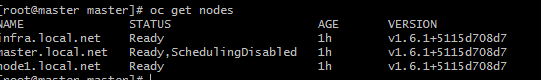 [root@master master]# oc get nodes
NAME STATUS AGE VERSION
infra.local.net Ready 1h v1.6.1+5115d708d7
master.local.net Ready,SchedulingDisabled 1h v1.6.1+5115d708d7
node1.local.net Ready 1h v1.6.1+5115d708d7
[root@master master]#